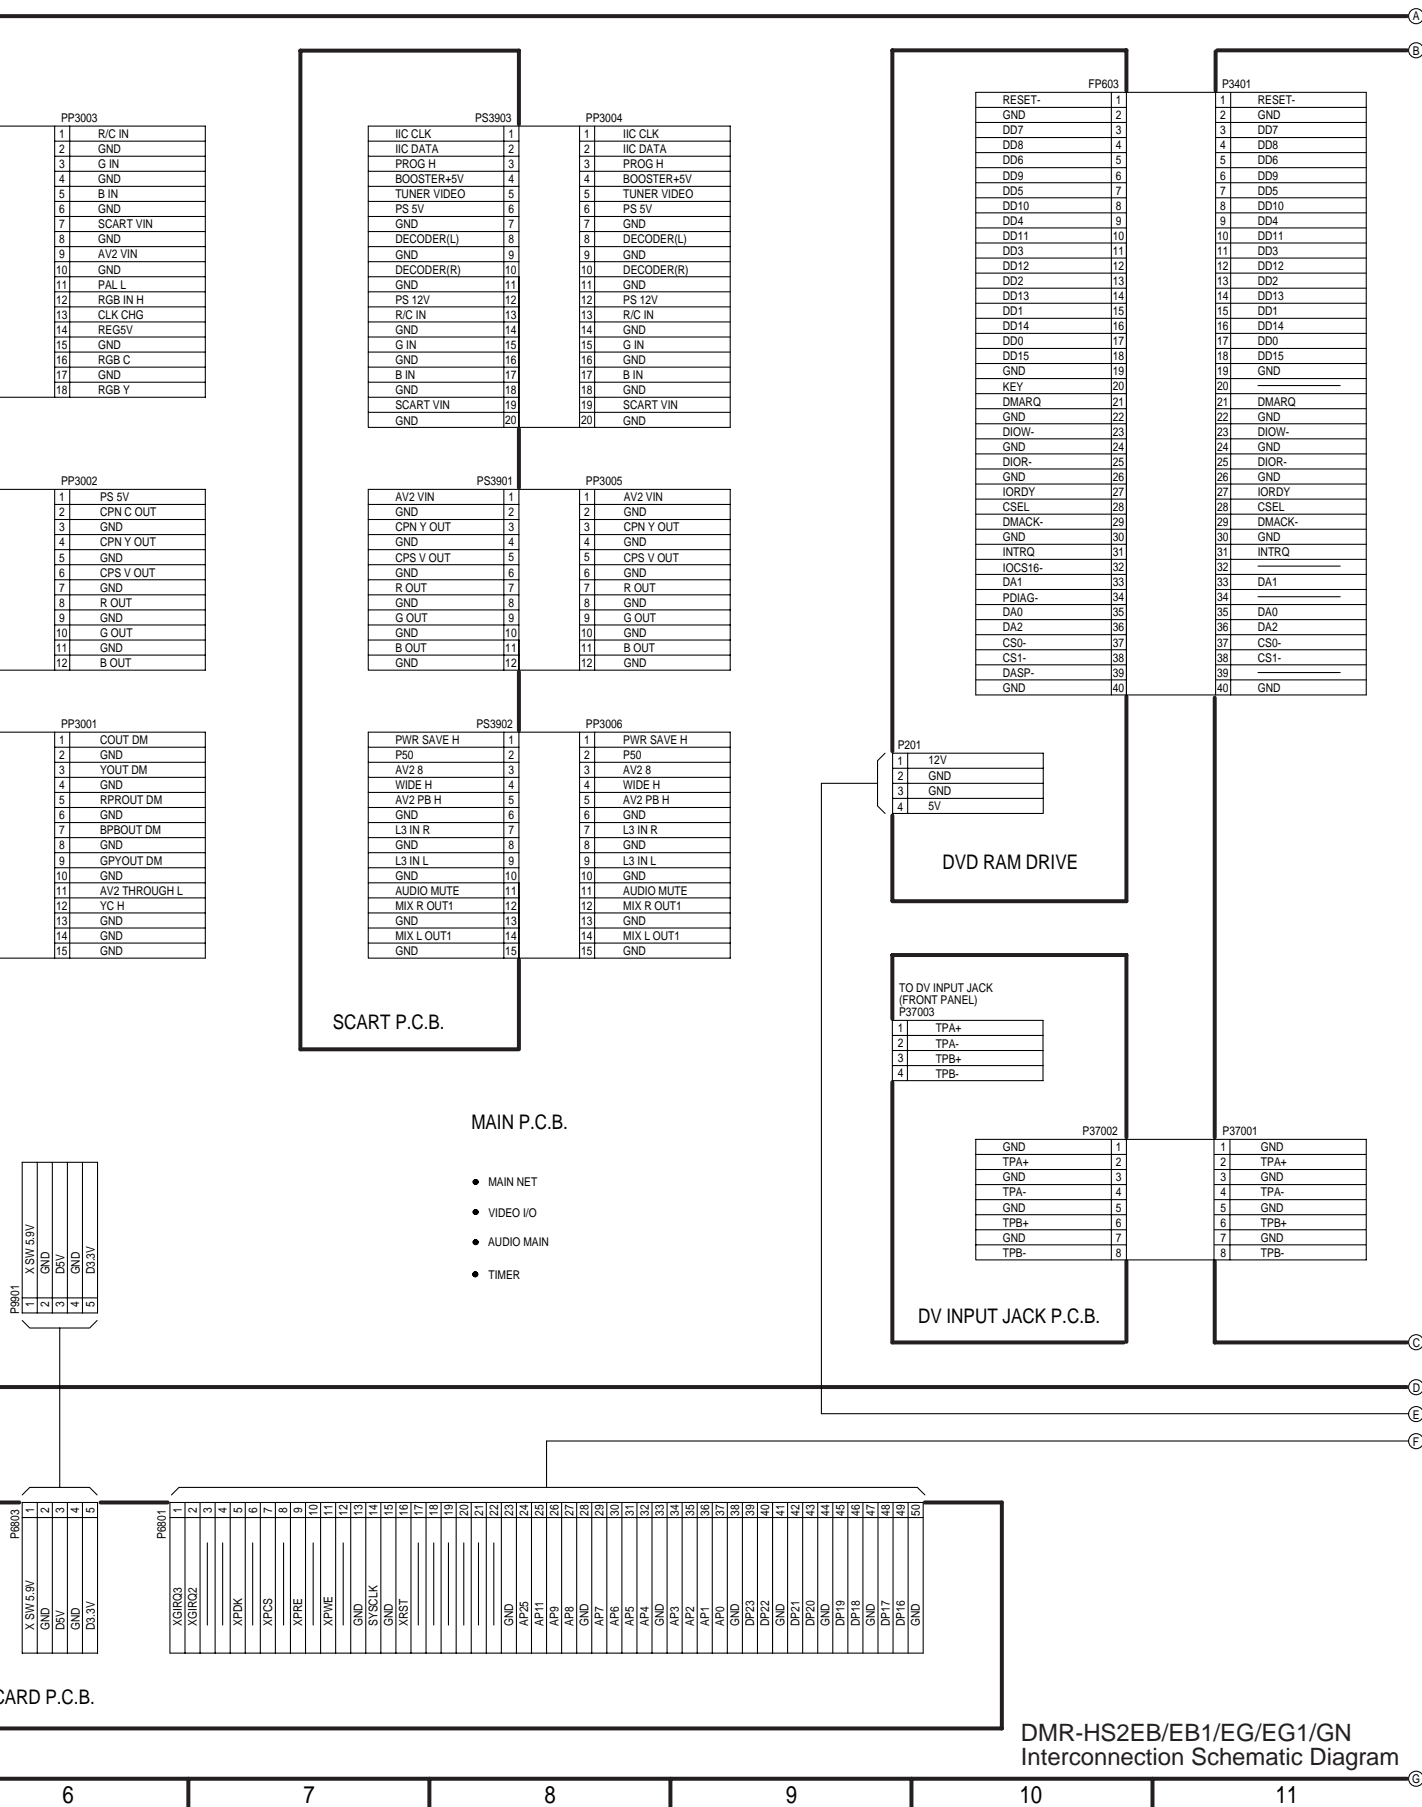 A
B
PP3003
1 R/C IN
2 GND
3 G IN
4 GND
5 B IN
6 GND
7 SCART VIN
8 GND
9 AV2 VIN
10 GND
11 PAL L
12 RGB IN H
13 CLK CHG
14 REG5V
15 GND
16 RGB C
17 GND
18 RGB Y
PP3002
1 PS 5V
2 CPN C OUT
3 GND
4 CPN Y OUT
5 GND
6 CPS V OUT
7 GND
8 R OUT
9 GND
10 G OUT
11 GND
12 B OUT
PP3001
1 COUT DM
2 GND
3 YOUT DM
4 GND
5 RPROUT DM
6 GND
7 BPBOUT DM
8 GND
9 GPYOUT DM
10 GND
11 AV2 THROUGH L
12 YC H
13 GND
14 GND
15 GND
PS3903 PP3004
IIC CLK 1 1 IIC CLK
IIC DATA 2 2 IIC DATA
PROG H 3 3 PROG H
BOOSTER+5V 4 4 BOOSTER+5V
TUNER VIDEO 5 5 TUNER VIDEO
PS 5V 6 6 PS 5V
GND 7 7 GND
DECODER(L) 8 8 DECODER(L)
GND 9 9 GND
DECODER(R) 10 10 DECODER(R)
GND 11 11 GND
PS 12V 12 12 PS 12V
R/C IN 13 13 R/C IN
GND 14 14 GND
G IN 15 15 G IN
GND 16 16 GND
B IN 17 17 B IN
GND 18 18 GND
SCART VIN 19 19 SCART VIN
GND 20 20 GND
PS3901 PP3005
AV2 VIN 1 1 AV2 VIN
GND 2 2 GND
CPN Y OUT 3 3 CPN Y OUT
GND 4 4 GND
CPS V OUT 5 5 CPS V OUT
GND 6 6 GND
R OUT 7 7 R OUT
GND 8 8 GND
G OUT 9 9 G OUT
GND 10 10 GND
B OUT 11 11 B OUT
GND 12 12 GND
PS3902 PP3006
PWR SAVE H 1 1 PWR SAVE H
P50 2 2 P50
AV2 8 3 3 AV2 8
WIDE H 4 4 WIDE H
AV2 PB H 5 5 AV2 PB H
GND 6 6 GND
L3 IN R 7 7 L3 IN R
GND 8 8 GND
L3 IN L 9 9 L3 IN L
GND 10 10 GND
AUDIO MUTE 11 11 AUDIO MUTE
MIX R OUT1 12 12 MIX R OUT1
GND 13 13 GND
MIX L OUT1 14 14 MIX L OUT1
GND 15 15 GND
SCART P.C.B.
FP603 P3401
RESET- 1 1 RESET-
GND 2 2 GND
DD7 3 3 DD7
DD8 4 4 DD8
DD6 5 5 DD6
DD9 6 6 DD9
DD5 7 7 DD5
DD10 8 8 DD10
DD4 9 9 DD4
DD11 10 10 DD11
DD3 11 11 DD3
DD12 12 12 DD12
DD2 13 13 DD2
DD13 14 14 DD13
DD1 15 15 DD1
DD14 16 16 DD14
DD0 17 17 DD0
DD15 18 18 DD15
GND 19 19 GND
KEY 20 20
DMARQ 21 21 DMARQ
GND 22 22 GND
DIOW- 23 23 DIOW-
GND 24 24 GND
DIOR- 25 25 DIOR-
GND 26 26 GND
IORDY 27 27 IORDY
CSEL 28 28 CSEL
DMACK- 29 29 DMACK-
GND 30 30 GND
INTRQ 31 31 INTRQ
IOCS16- 32 32
DA1 33 33 DA1
PDIAG- 34 34
DA0 35 35 DA0
DA2 36 36 DA2
CS0- 37 37 CS0-
CS1- 38 38 CS1-
DASP- 39 39
GND 40 40 GND
P201
1 12V
2 GND
3 GND
4 5V
DVD RAM DRIVE
TO DV INPUT JACK
(FRONT PANEL)
P37003
1 TPA+
2 TPA-
3 TPB+
4 TPB-
P37002 P37001
GND 1 1 GND
TPA+ 2 2 TPA+
GND 3 3 GND
TPA- 4 4 TPA-
GND 5 5 GND
TPB+ 6 6 TPB+
GND 7 7 GND
TPB- 8 8 TPB-
DV INPUT JACK P.C.B.
MAIN P.C.B.
● MAIN NET
● VIDEO I/O
● AUDIO MAIN
● TIMER
P9901
1 X SW 5.9V
2 GND
3 D5V
4 GND
5 D3.3V
C
D
E
F
P6803
1 X SW 5.9V
2 GND
3 D5V
4 GND
5 D3.3V
P6801
1 XGIRQ3
2 XGIRQ2
3
4
5 XPDK
6
7 XPCS
8
9 XPRE
10
11 XPWE
12
13 GND
14 SYSCLK
15 GND
16 XRST
17
18
19
20
21
22
23 GND
24 AP25
25 AP11
26 AP9
27 AP8
28 GND
29 AP7
30 AP6
31 AP5
32 AP4
33 GND
34 AP3
35 AP2
36 AP1
37 AP0
38 GND
39 DP23
40 DP22
41 GND
42 DP21
43 DP20
44 GND
45 DP19
46 DP18
47 GND
48 DP17
49 DP16
50 GND
CARD P.C.B.
DMR-HS2EB/EB1/EG/EG1/GN
Interconnection Schematic Diagram
G
6 7 8 9 10 11